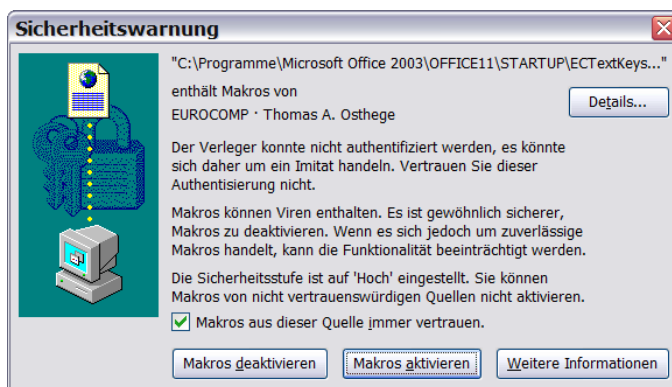 Sicherheitswarnung
"C:\Programme\Microsoft Office 2003\OFFICE11\STARTUP\ECTextKeys..."
enthält Makros von
EUROCOMP · Thomas A. Osthege
Details...
Der Verleger konnte nicht authentifiziert werden, es könnte
sich daher um ein Imitat handeln. Vertrauen Sie dieser
Authentisierung nicht.
Makros können Viren enthalten. Es ist gewöhnlich sicherer,
Makros zu deaktivieren. Wenn es sich jedoch um zuverlässige
Makros handelt, kann die Funktionalität beeinträchtigt werden.
Die Sicherheitsstufe ist auf 'Hoch' eingestellt. Sie können
Makros von nicht vertrauenswürdigen Quellen nicht aktivieren.
Makros aus dieser Quelle immer vertrauen.
Makros deaktivieren
Makros aktivieren
Weitere Informationen